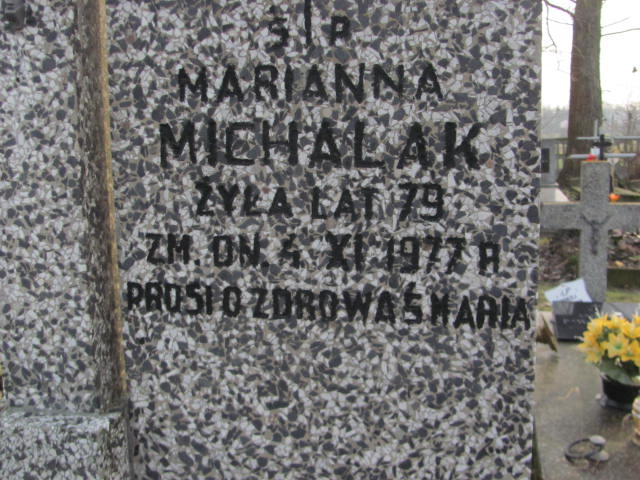 Ś P
MARIANNA
MICHALAK
ŻYŁA LAT 79
ZM. DN. 4 XI 1977 R
PROSI O ZDROWAŚ MARIA